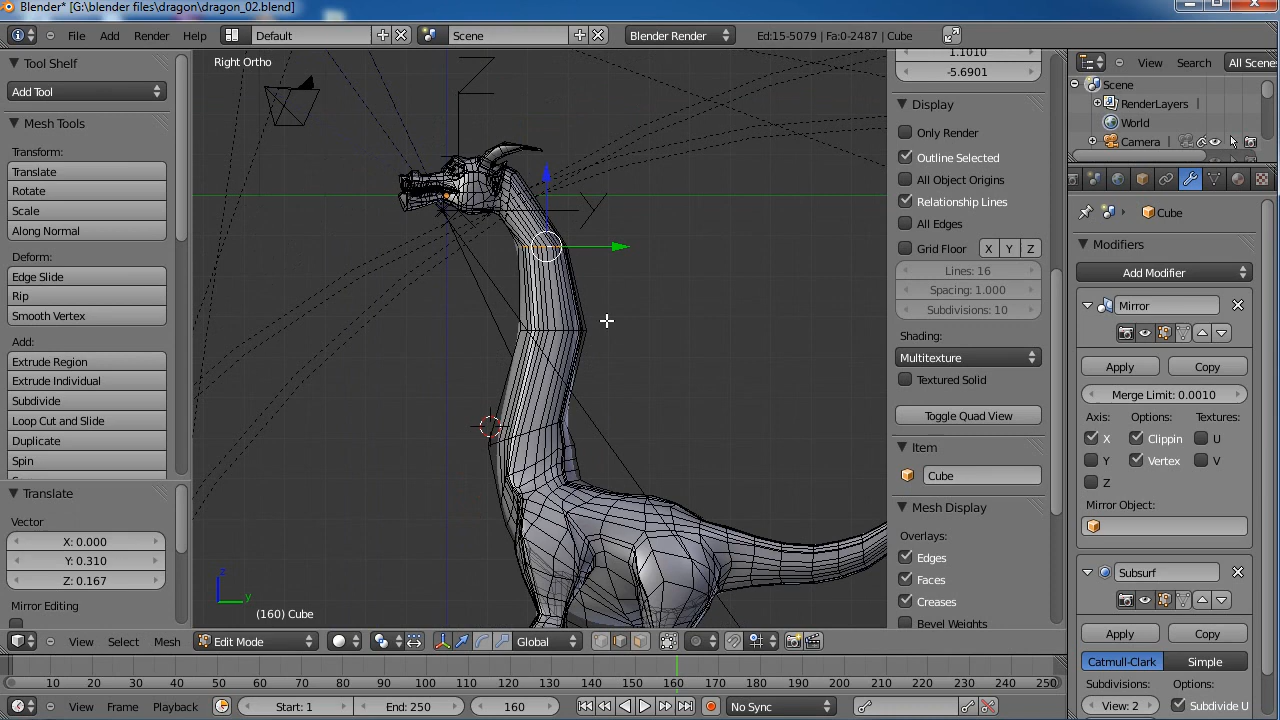 Blender* [G:\blender files\dragon\dragon_02.blend]
File Add Render Help Default Scene Blender Render Ed:15-5079 | Fa:0-2487 | Cube
Tool Shelf
Add Tool
Mesh Tools
Transform:
Translate
Rotate
Scale
Along Normal
Deform:
Edge Slide
Rip
Smooth Vertex
Add:
Extrude Region
Extrude Individual
Subdivide
Loop Cut and Slide
Duplicate
Spin
Translate
Vector
X: 0.000
Y: 0.310
Z: 0.167
Mirror Editing
Right Ortho
Z
Y
z
y
(160) Cube
1.1010
-5.6901
Display
Only Render
Outline Selected
All Object Origins
Relationship Lines
All Edges
Grid Floor X Y Z
Lines: 16
Spacing: 1.000
Subdivisions: 10
Shading:
Multitexture
Textured Solid
Toggle Quad View
Item
Cube
Mesh Display
Overlays:
Edges
Faces
Creases
Bevel Weights
View Search All Scene
Scene
RenderLayers
World
Camera
Cube
Modifiers
Add Modifier
Mirror
Apply Copy
Merge Limit: 0.0010
Axis: Options: Textures:
X Clippin U
Y Vertex V
Z
Mirror Object:
Subsurf
Apply Copy
Catmull-Clark Simple
Subdivisions: Options:
View: 2 Subdivide U
View Select Mesh Edit Mode Global
10 20 30 40 50 60 70 80 90 100 110 120 130 140 150 160 170 180 190 200 210 220 230 240 250
View Frame Playback Start: 1 End: 250 160 No Sync